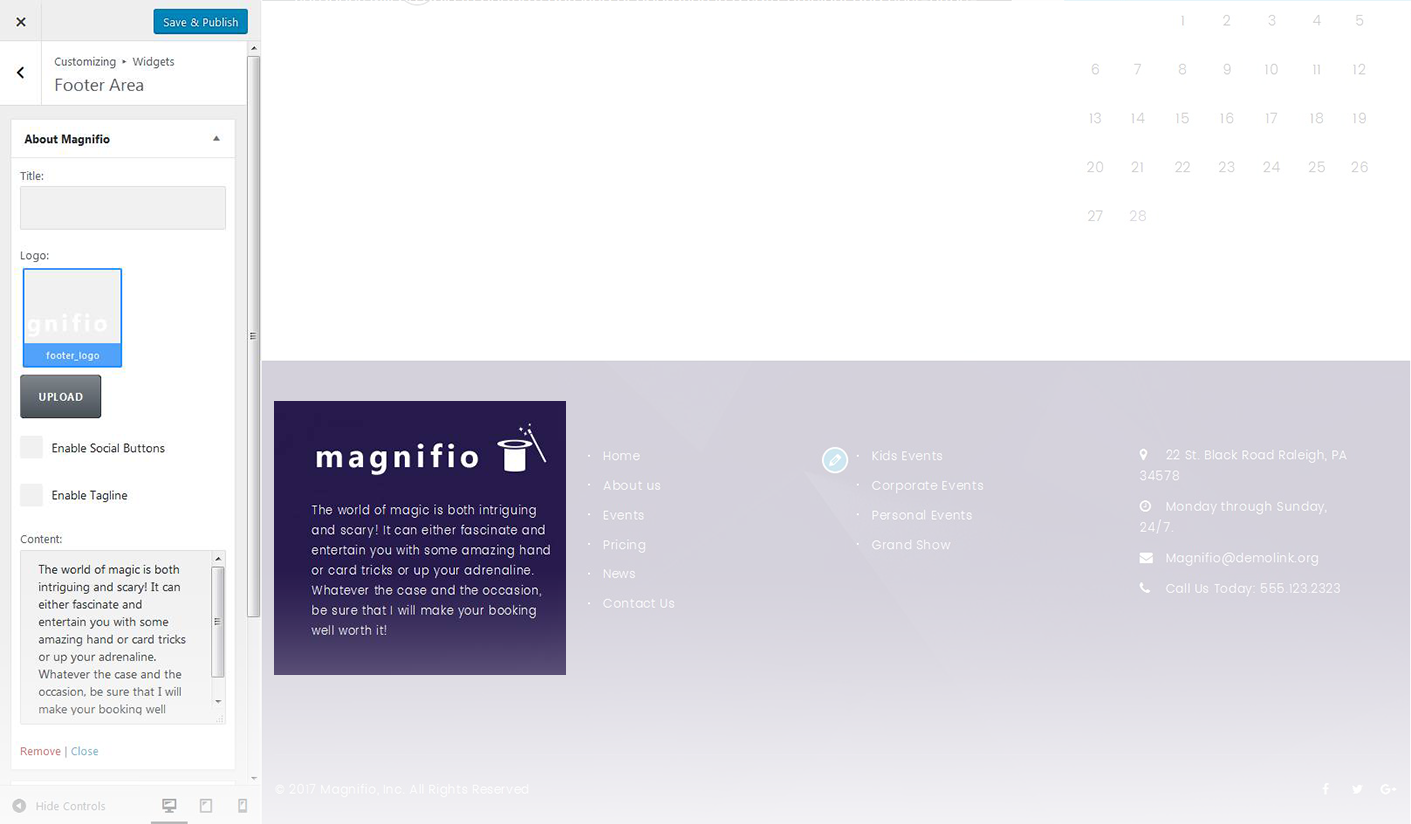 Save & Publish
Customizing ▸ Widgets
Footer Area
About Magnifio
Title:
Logo:
gnifio
footer_logo
UPLOAD
Enable Social Buttons
Enable Tagline
Content:
The world of magic is both
intriguing and scary! It can
either fascinate and
entertain you with some
amazing hand or card tricks
or up your adrenaline.
Whatever the case and the
occasion, be sure that I will
make your booking well
Remove | Close
Hide Controls
1 2 3 4 5
6 7 8 9 10 11 12
13 14 15 16 17 18 19
20 21 22 23 24 25 26
27 28
magnifio
The world of magic is both intriguing
and scary! It can either fascinate and
entertain you with some amazing hand
or card tricks or up your adrenaline.
Whatever the case and the occasion,
be sure that I will make your booking
well worth it!
· Home
· About us
· Events
· Pricing
· News
· Contact Us
· Kids Events
· Corporate Events
· Personal Events
· Grand Show
22 St. Black Road Raleigh, PA
34578
Monday through Sunday,
24/7.
Magnifio@demolink.org
Call Us Today: 555.123.2323
© 2017 Magnifio, Inc. All Rights Reserved